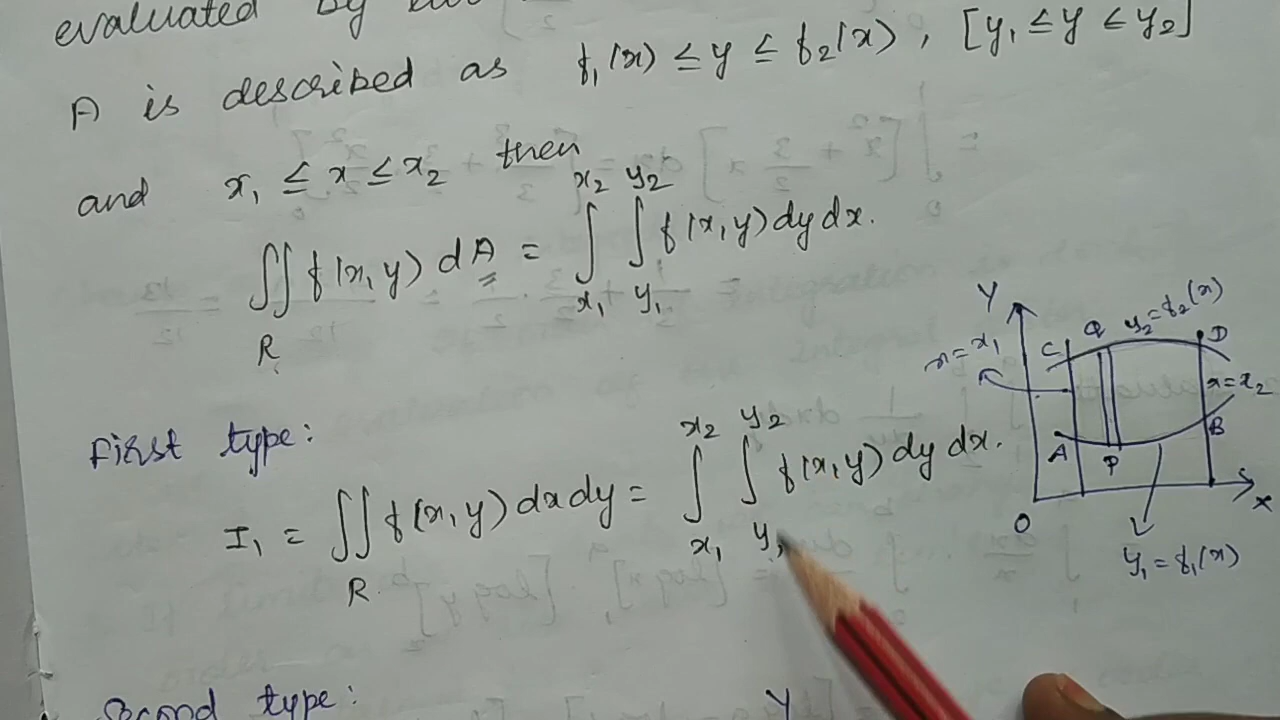 evaluated by
A is described as f₁(x) ≤ y ≤ f₂(x), [y₁ ≤ y ≤ y₂]
and x₁ ≤ x ≤ x₂ then
∬_R f(x, y) dA = ∫_{x₁}^{x₂} ∫_{y₁}^{y₂} f(x, y) dy dx.
First type:
I₁ = ∬_R f(x, y) dx dy = ∫_{x₁}^{x₂} ∫_{y₁}^{y₂} f(x, y) dy dx.
Y
x = x₁
C
Q
y₂ = f₂(x)
D
x = x₂
A
P
B
O
X
y₁ = f₁(x)
Second type:
Y